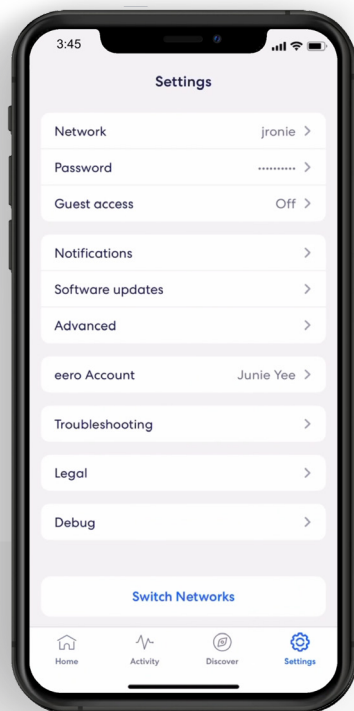 3:45
Settings
Network jronie
Password ••••••••••
Guest access Off
Notifications
Software updates
Advanced
eero Account Junie Yee
Troubleshooting
Legal
Debug
Switch Networks
Home Activity Discover Settings